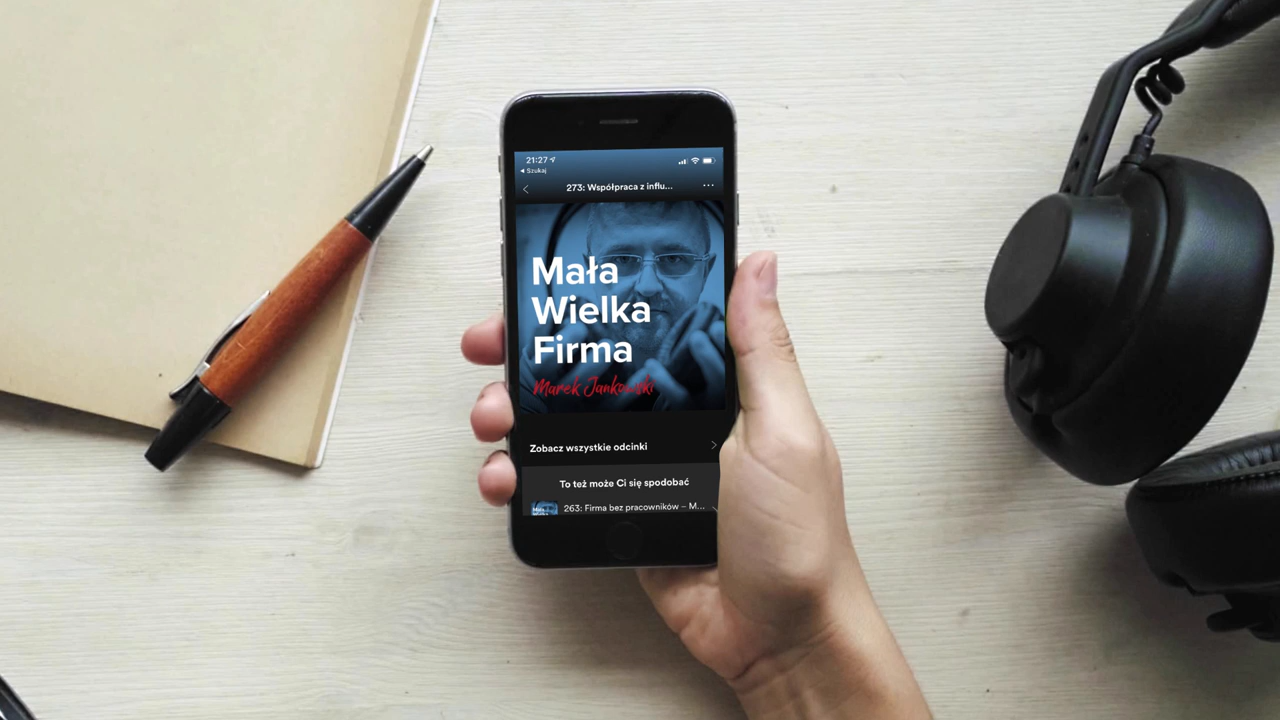 21:27
◀ Szukaj
273: Współpraca z influ...
Mała
Wielka
Firma
Marek Jankowski
Zobacz wszystkie odcinki
To też może Ci się spodobać
263: Firma bez pracowników – M...